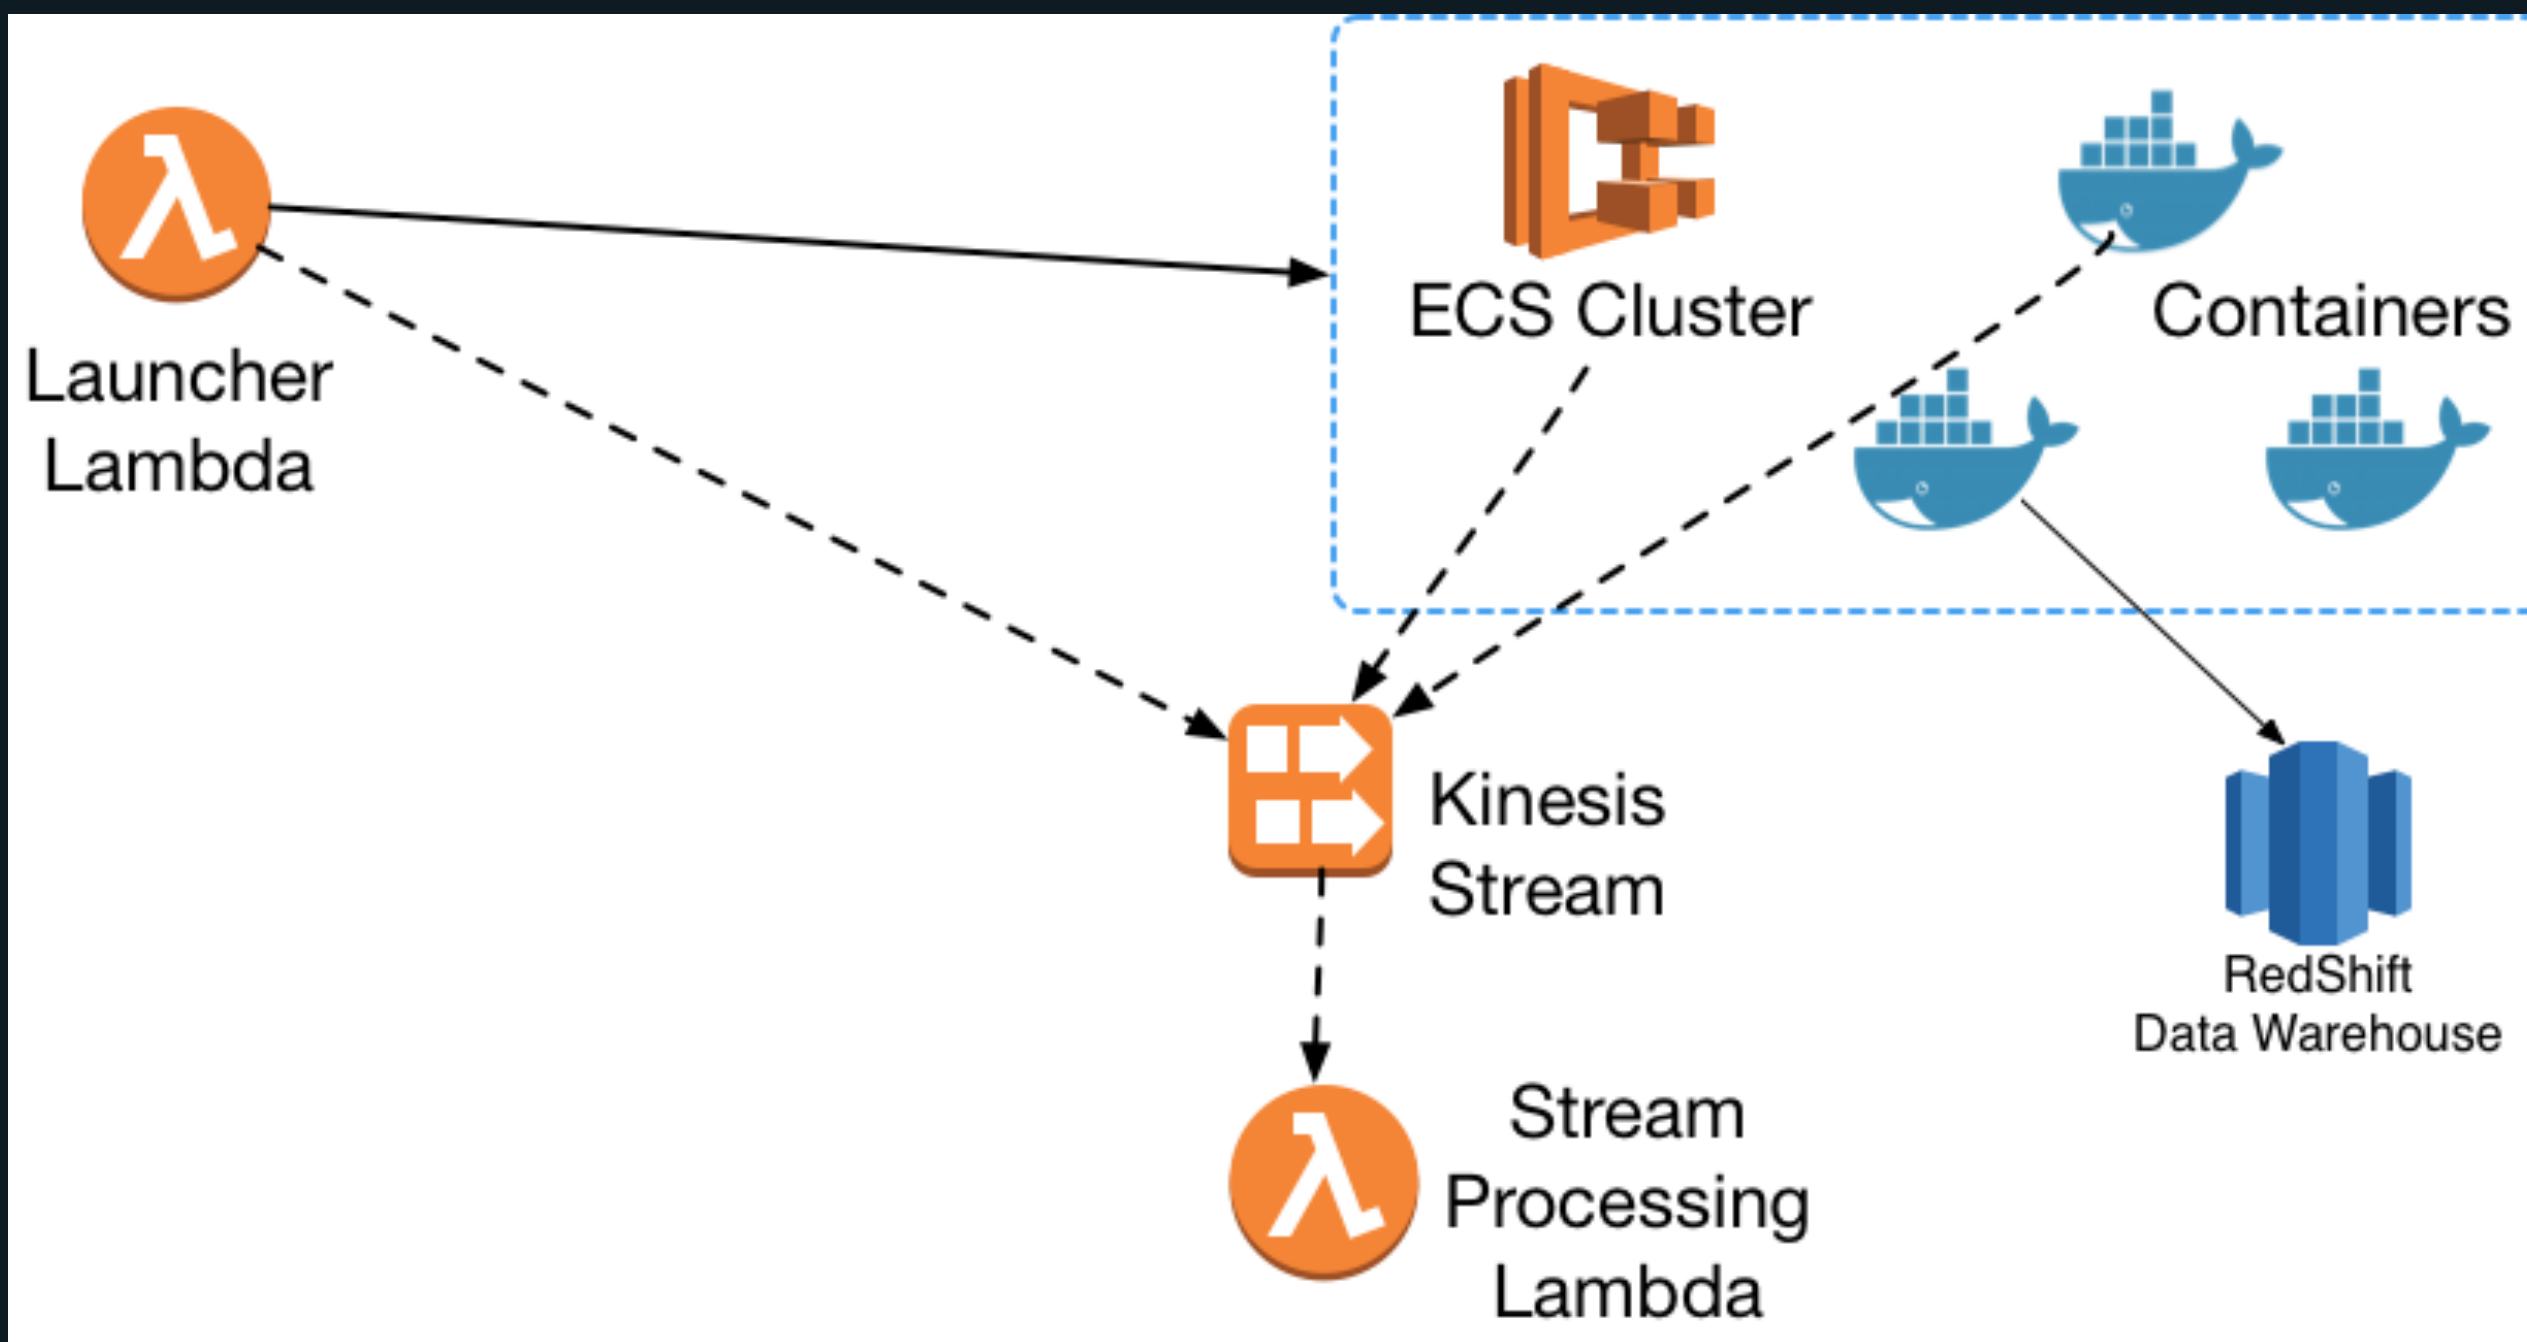 ECS Cluster
Containers
Launcher
Lambda
Kinesis
Stream
RedShift
Data Warehouse
Stream
Processing
Lambda